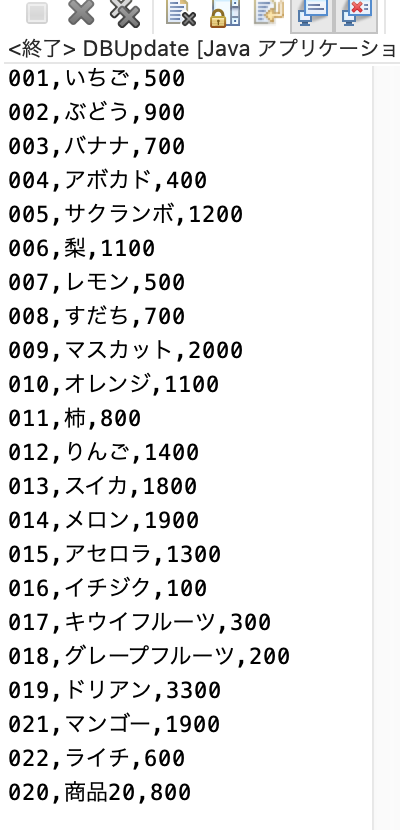 <終了> DBUpdate [Java アプリケーショ
001,いちご,500
002,ぶどう,900
003,バナナ,700
004,アボカド,400
005,サクランボ,1200
006,梨,1100
007,レモン,500
008,すだち,700
009,マスカット,2000
010,オレンジ,1100
011,柿,800
012,りんご,1400
013,スイカ,1800
014,メロン,1900
015,アセロラ,1300
016,イチジク,100
017,キウイフルーツ,300
018,グレープフルーツ,200
019,ドリアン,3300
021,マンゴー,1900
022,ライチ,600
020,商品20,800